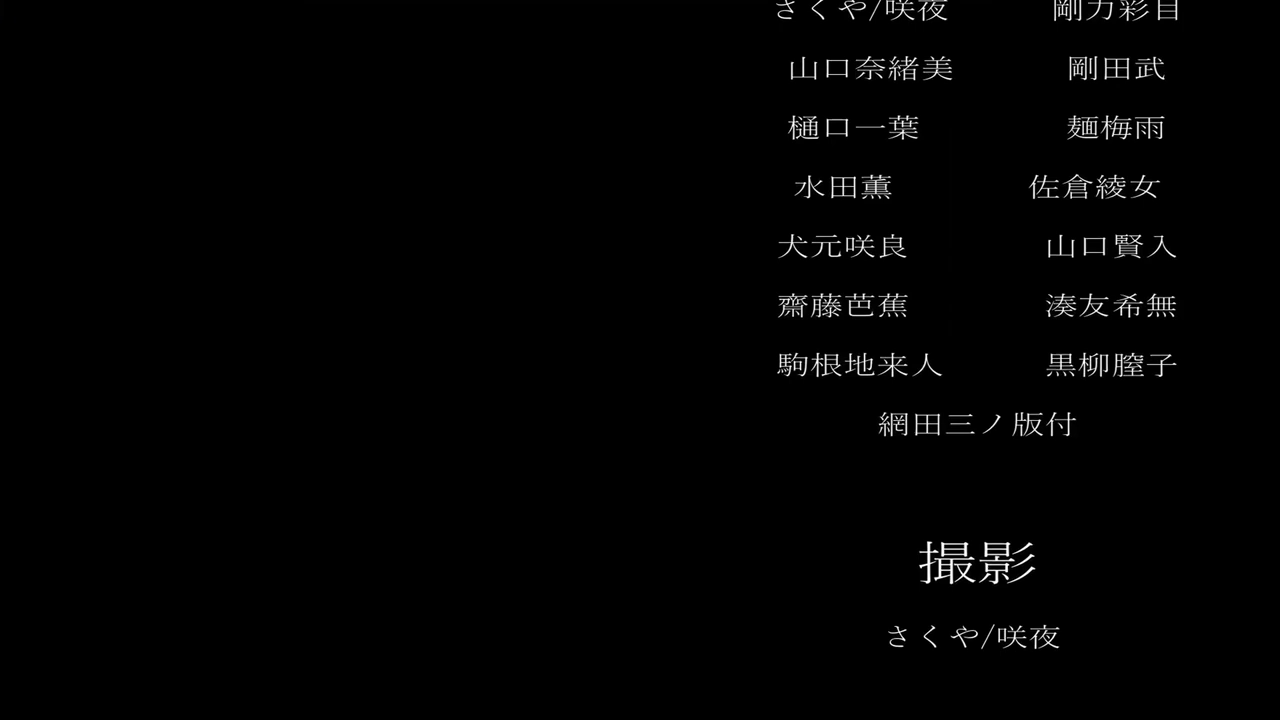 さくや/咲夜 剛力彩目
山口奈緒美 剛田武
樋口一葉 麺梅雨
水田薫 佐倉綾女
犬元咲良 山口賢入
齋藤芭蕉 湊友希無
駒根地来人 黒柳膣子
網田三ノ版付
撮影
さくや/咲夜